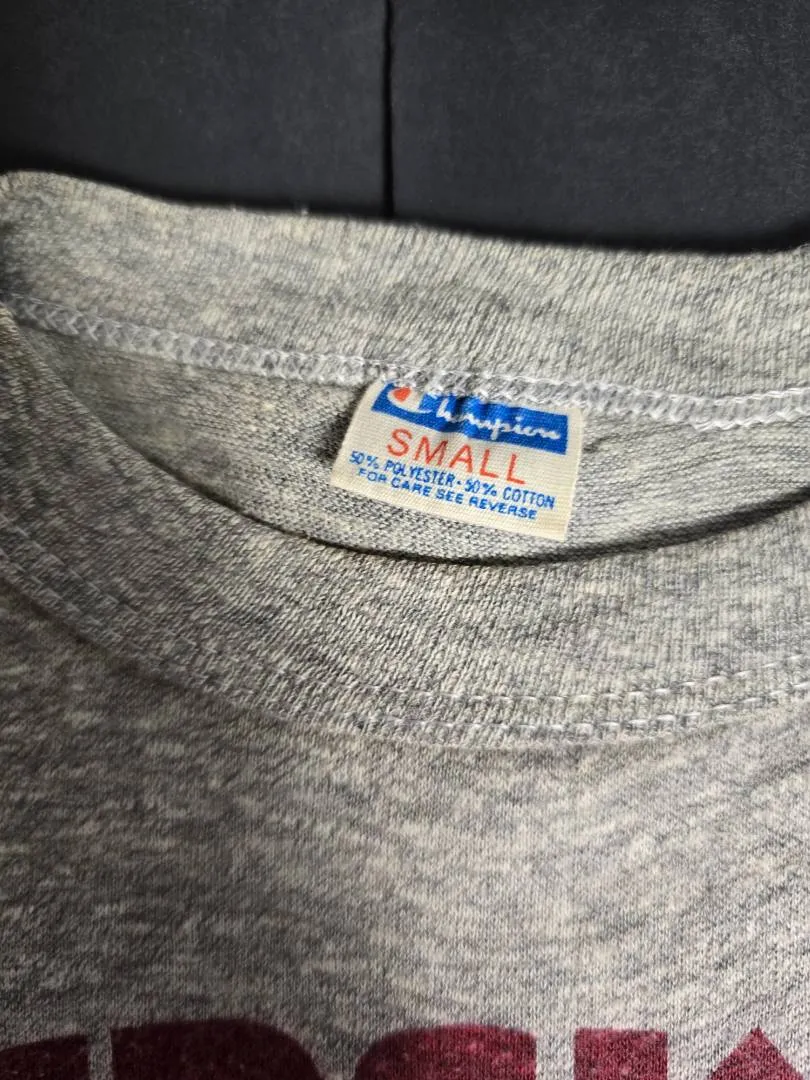 Champion
SMALL
50% POLYESTER · 50% COTTON
FOR CARE SEE REVERSE